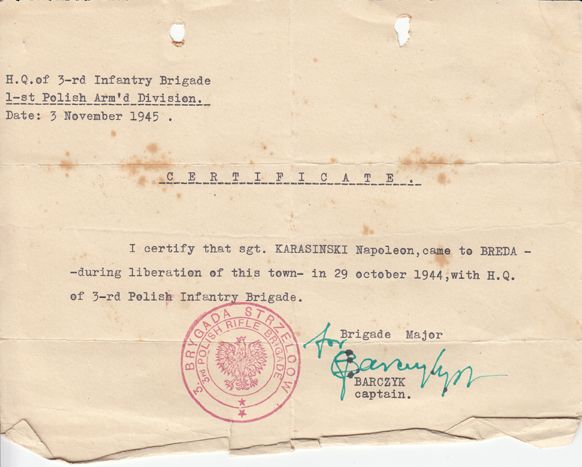 H.Q.of 3-rd Infantry Brigade
1-st Polish Arm'd Division.
Date: 3 November 1945 .
C E R T I F I C A T E .
I certify that sgt. KARASINSKI Napoleon,came to BREDA -
-during liberation of this town- in 29 october 1944,with H.Q.
of 3-rd Polish Infantry Brigade.
3. BRYGADA STRZELCÓW
3rd POLISH RIFLE BRIGADE
for Brigade Major
Barczyk
BARCZYK
captain.